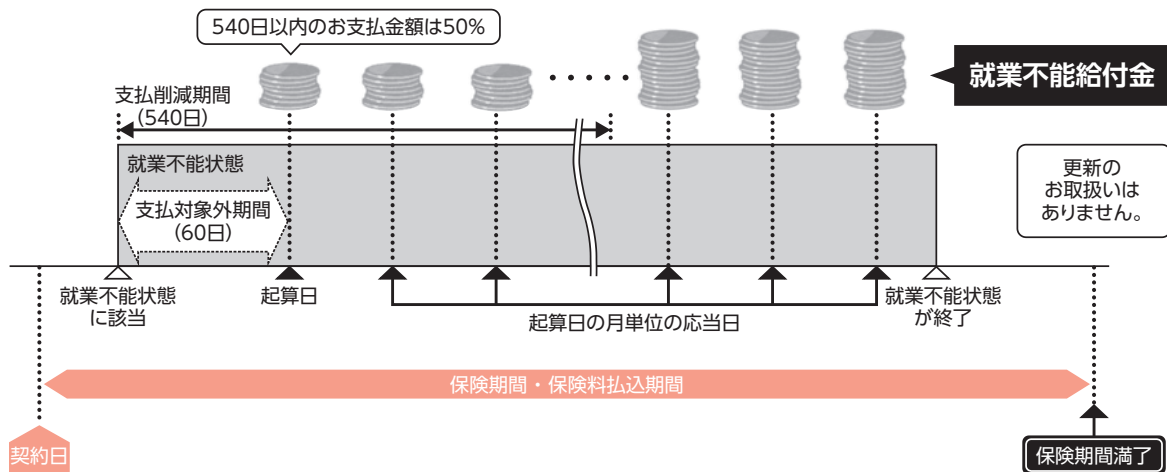 540日以内のお支払金額は50%
就業不能給付金
支払削減期間
(540日)
就業不能状態
支払対象外期間
(60日)
更新の
お取扱いは
ありません。
就業不能状態
に該当
起算日
起算日の月単位の応当日
就業不能状態
が終了
保険期間・保険料払込期間
契約日
保険期間満了